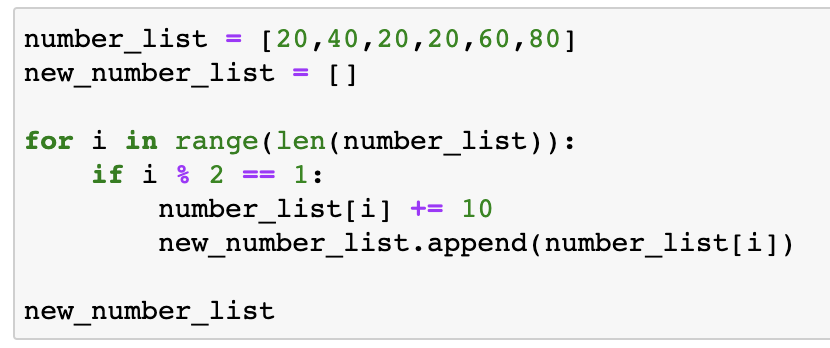 number_list = [20,40,20,20,60,80]
new_number_list = []

for i in range(len(number_list)):
    if i % 2 == 1:
        number_list[i] += 10
        new_number_list.append(number_list[i])

new_number_list